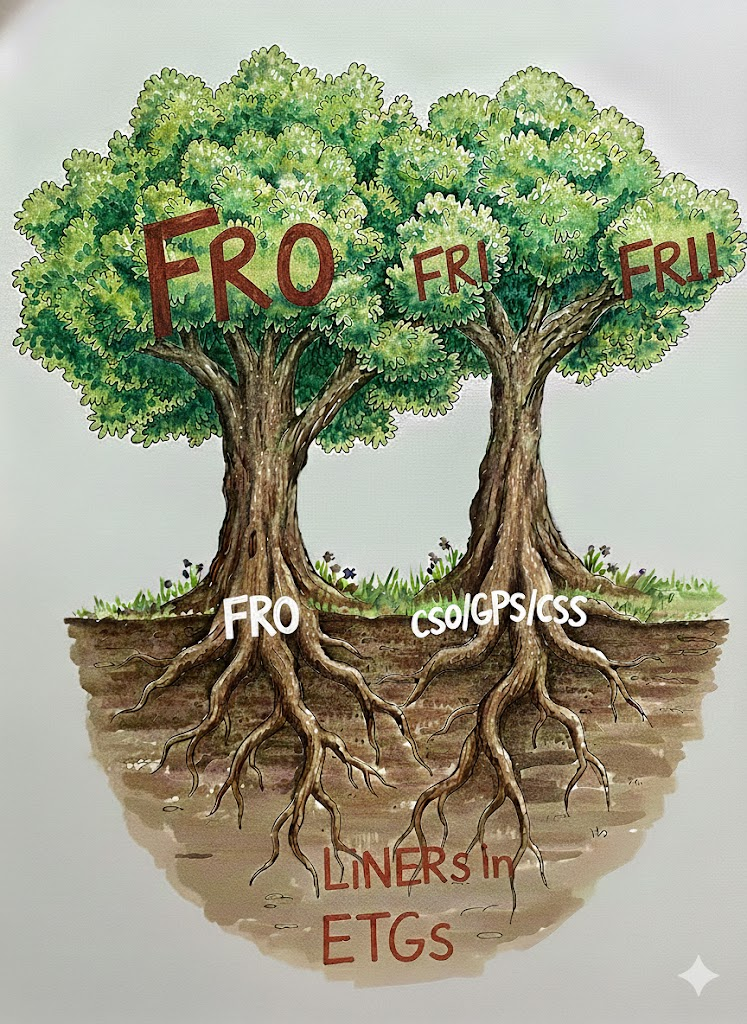 FRO FRI FRII
FRO CSO/GPS/CSS
LiNERs in
ETGs